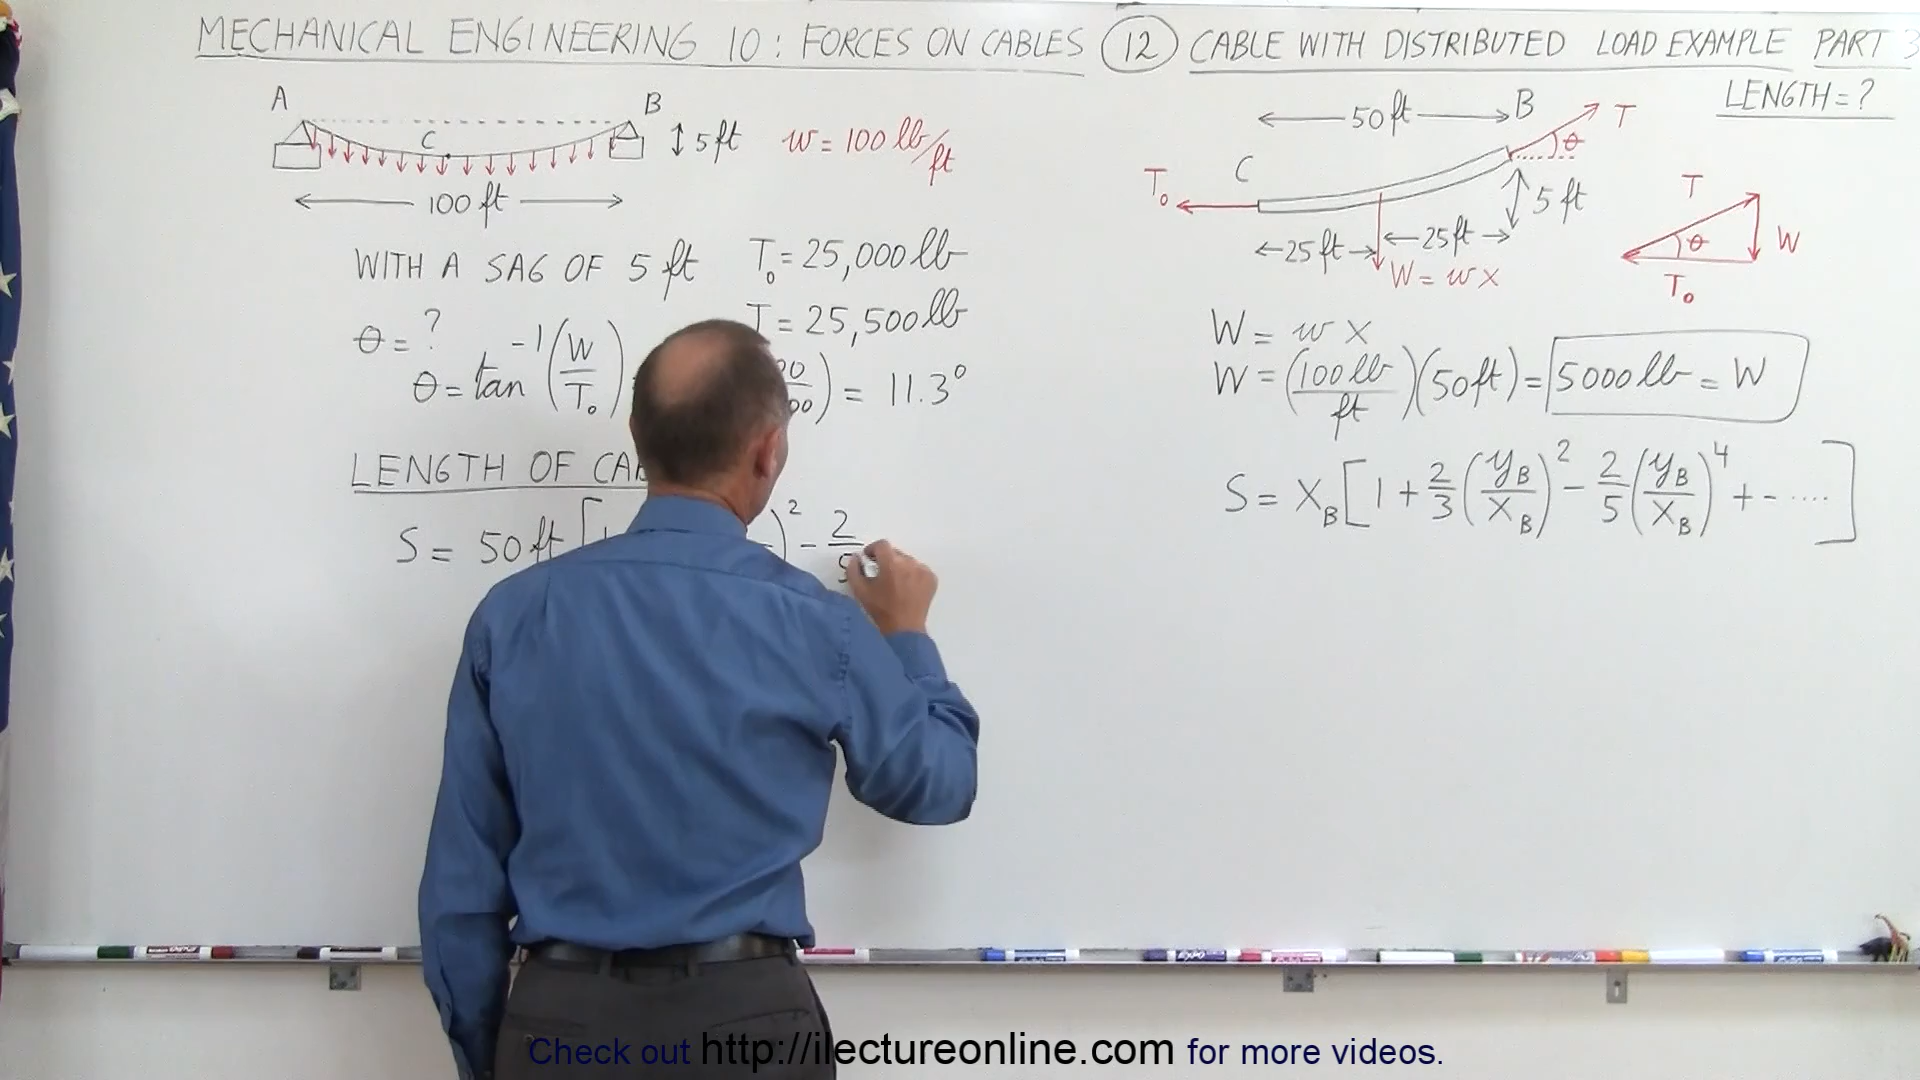 MECHANICAL ENGINEERING 10: FORCES ON CABLES (12) CABLE WITH DISTRIBUTED LOAD EXAMPLE PART 3
LENGTH = ?
A B
C
5 ft
w = 100 lb/ft
100 ft
WITH A SAG OF 5 ft
T₀ = 25,000 lb
T = 25,500 lb
θ = ?
θ = tan⁻¹(W/T₀) = 11.3°
LENGTH OF
S = 50 ft [ )² - 2/5
50 ft B T
θ
C
T₀
5 ft
25 ft 25 ft
W = w x
T
θ W
T₀
W = w x
W = (100 lb/ft)(50 ft) = 5000 lb = W
S = X_B [1 + 2/3 (y_B/X_B)² - 2/5 (y_B/X_B)⁴ + - ....]
Check out http://ilectureonline.com for more videos.